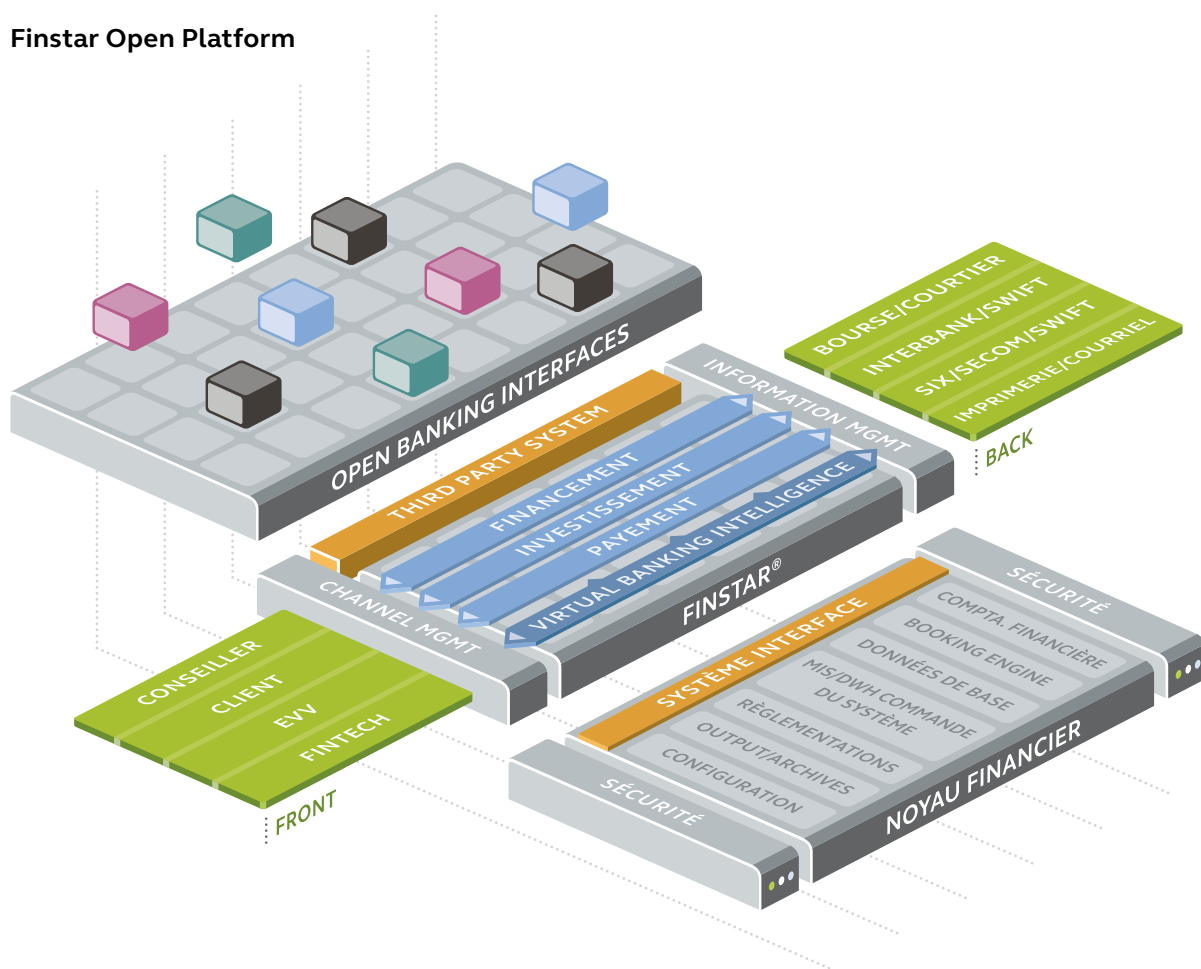 Finstar Open Platform
OPEN BANKING INTERFACES
BOURSE/COURTIER
INTERBANK/SWIFT
SIX/SECOM/SWIFT
IMPRIMERIE/COURRIEL
BACK
INFORMATION MGMT
THIRD PARTY SYSTEM
FINANCEMENT
INVESTISSEMENT
PAYEMENT
VIRTUAL BANKING INTELLIGENCE
FINSTAR®
CHANNEL MGMT
CONSEILLER
CLIENT
EVV
FINTECH
FRONT
SÉCURITÉ
SYSTÈME INTERFACE
COMPTA. FINANCIÈRE
BOOKING ENGINE
DONNÉES DE BASE
MIS/DWH COMMANDE
DU SYSTÈME
RÈGLEMENTATIONS
OUTPUT/ARCHIVES
CONFIGURATION
NOYAU FINANCIER
SÉCURITÉ